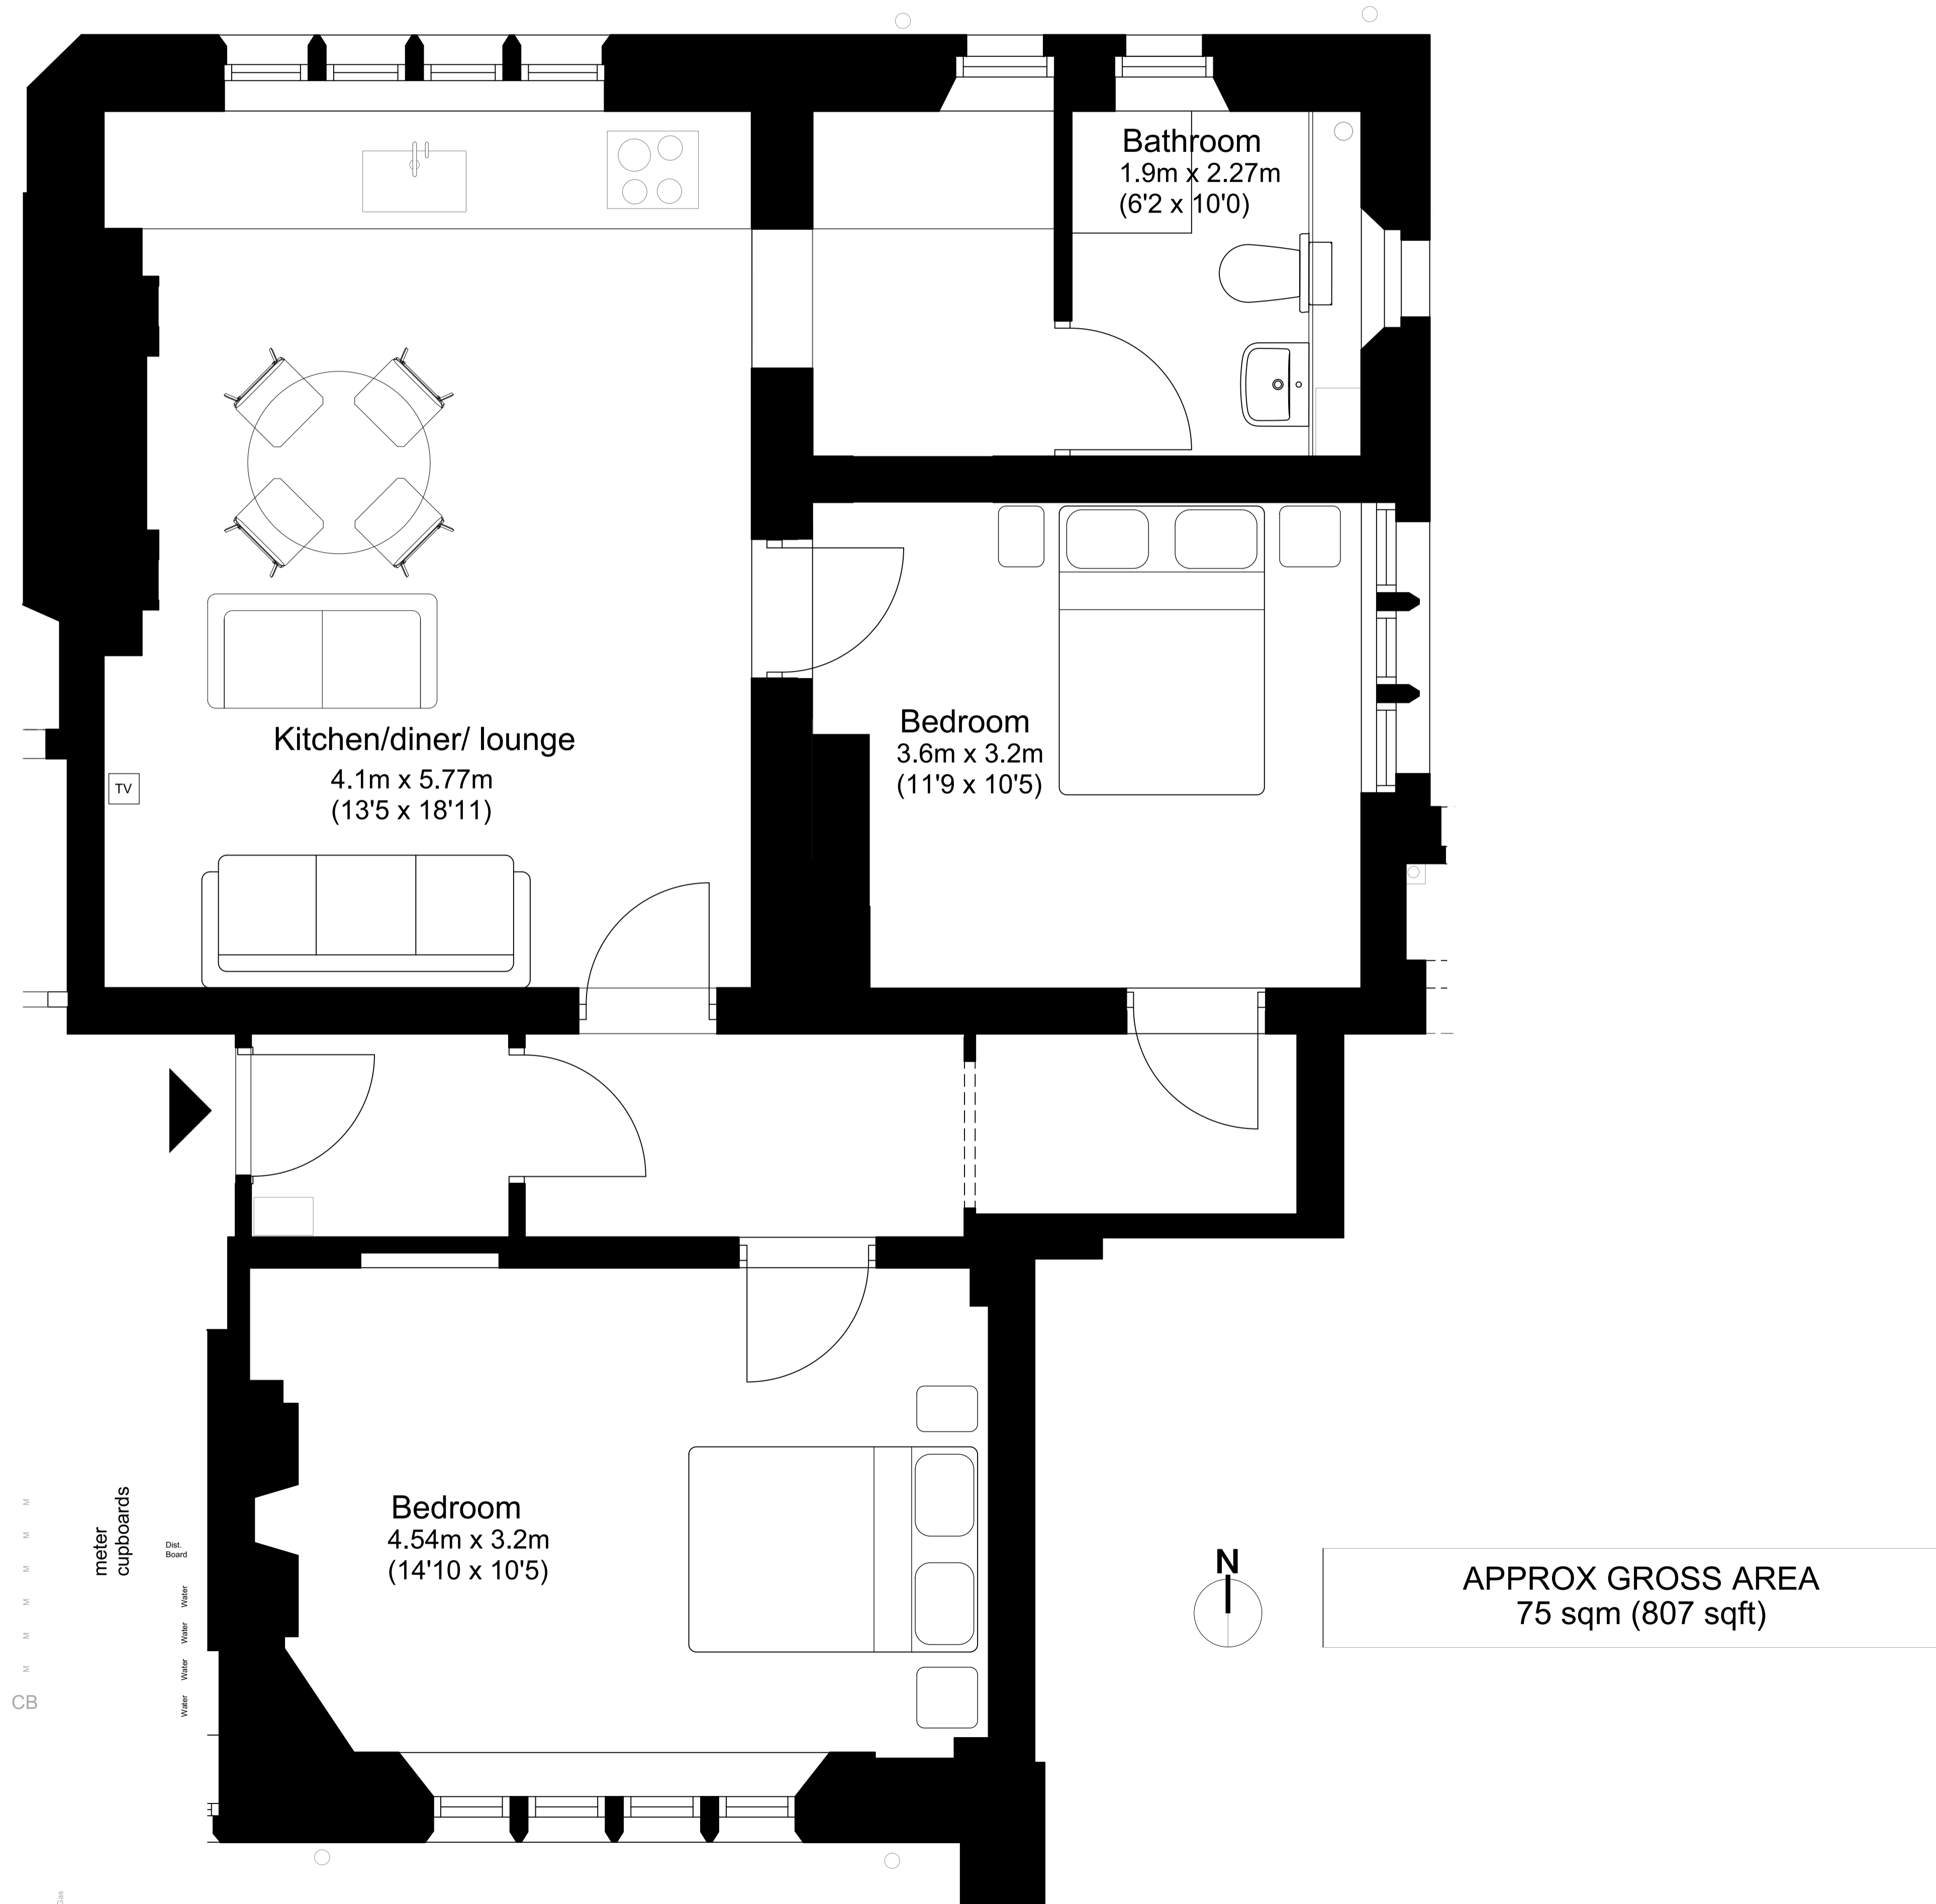 Bathroom
1.9m x 2.27m
(6'2 x 10'0)
Kitchen/diner/ lounge
4.1m x 5.77m
(13'5 x 18'11)
TV
Bedroom
3.6m x 3.2m
(11'9 x 10'5)
Bedroom
4.54m x 3.2m
(14'10 x 10'5)
meter
cupboards
Dist.
Board
Water
Water
Water
Water
M
M
M
M
M
M
CB
Gas
N
APPROX GROSS AREA
75 sqm (807 sqft)